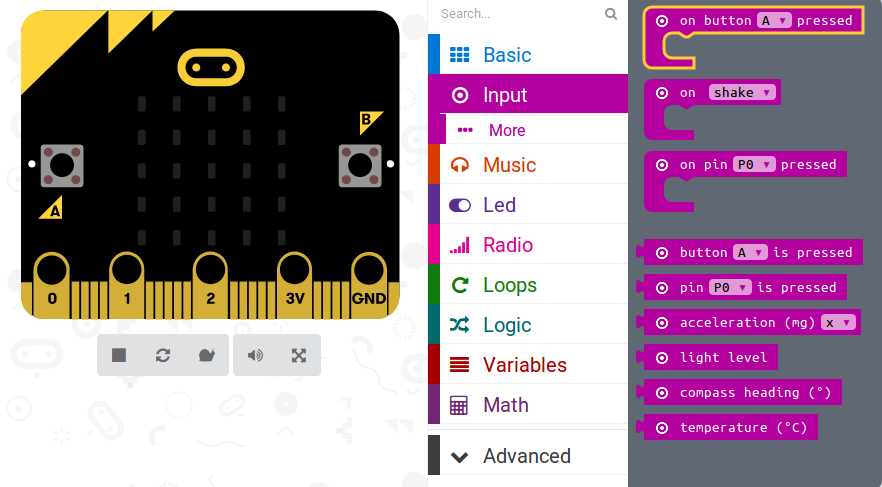 B
A
0 1 2 3V GND
Search...
Basic
Input
More
Music
Led
Radio
Loops
Logic
Variables
Math
Advanced
on button A pressed
on shake
on pin P0 pressed
button A is pressed
pin P0 is pressed
acceleration (mg) x
light level
compass heading (°)
temperature (°C)